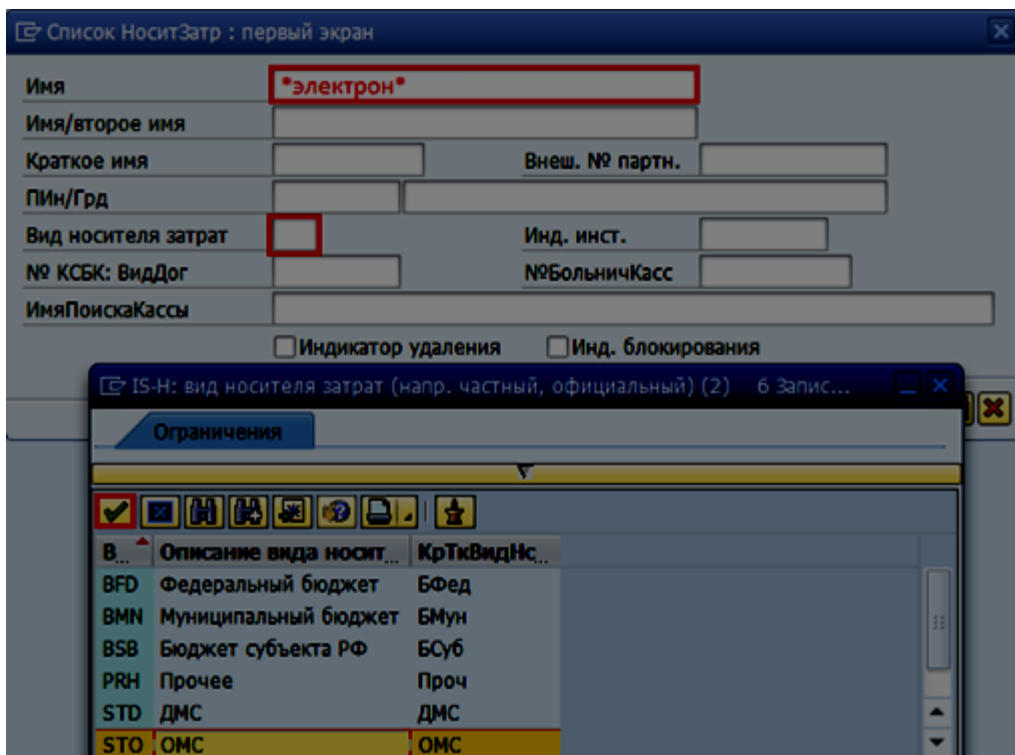 Список НоситЗатр : первый экран
Имя *электрон*
Имя/второе имя
Краткое имя Внеш. № партн.
ПИн/Грд
Вид носителя затрат Инд. инст.
№ КСБК: ВидДог №БольничКасс
ИмяПоискаКассы
Индикатор удаления Инд. блокирования
IS-H: вид носителя затрат (напр. частный, официальный) (2) 6 Запис...
Ограничения
В... Описание вида носит... КрТкВидНс...
BFD Федеральный бюджет БФед
BMN Муниципальный бюджет БМун
BSB Бюджет субъекта РФ БСуб
PRH Прочее Проч
STD ДМС ДМС
STO ОМС ОМС